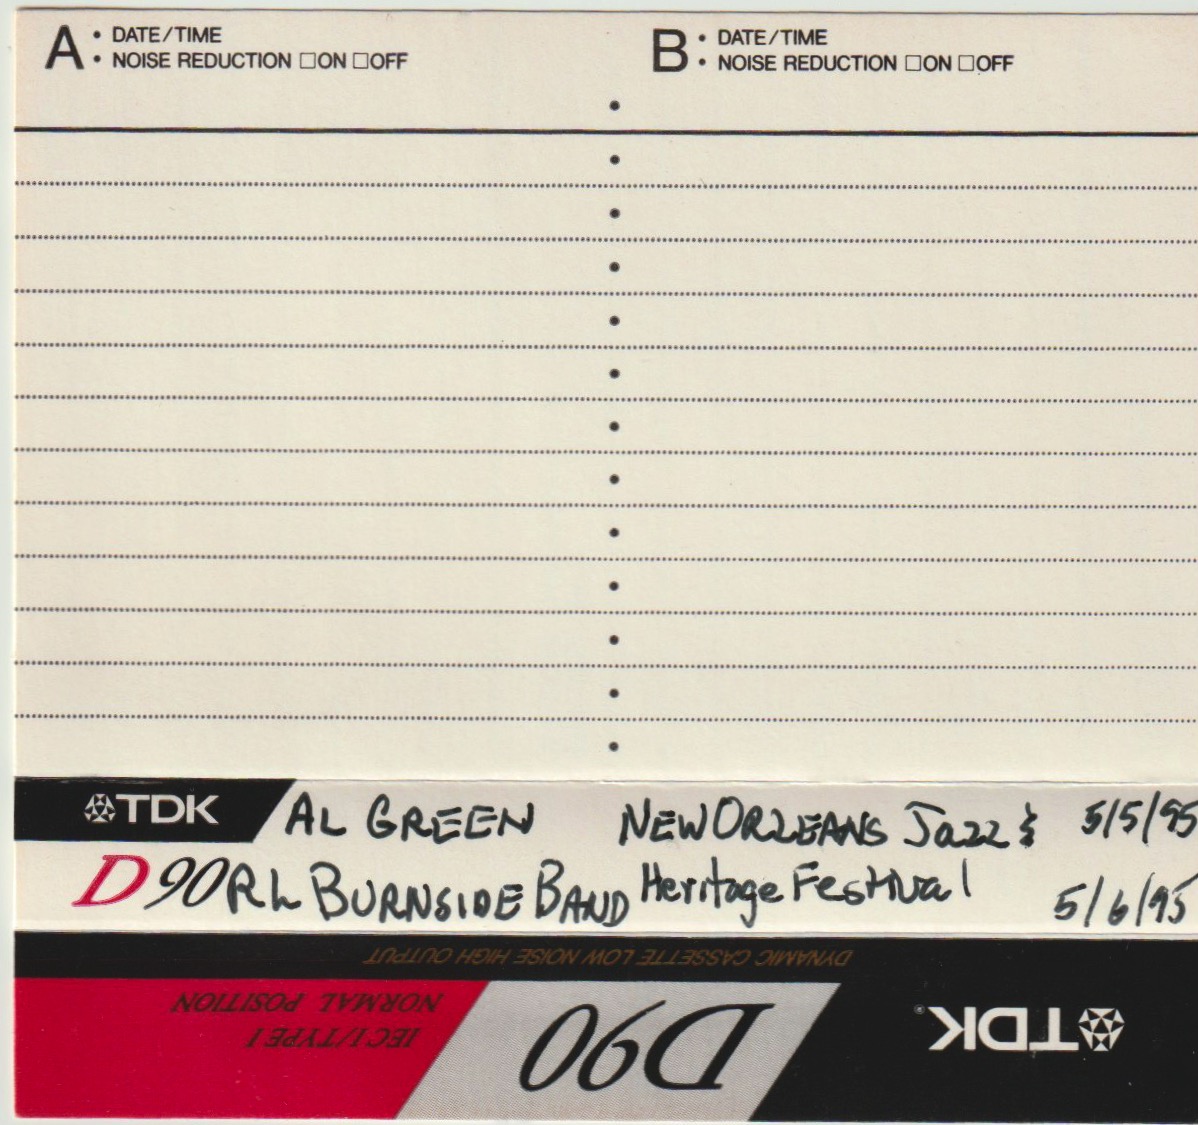 A • DATE/TIME
• NOISE REDUCTION □ON □OFF
B • DATE/TIME
• NOISE REDUCTION □ON □OFF
TDK AL GREEN NEW ORLEANS Jazz & 5/5/95
D90 RL BURNSIDE BAND Heritage Festival 5/6/95
DYNAMIC CASSETTE LOW NOISE HIGH OUTPUT
TDK® D90 IEC I/TYPE I
NORMAL POSITION